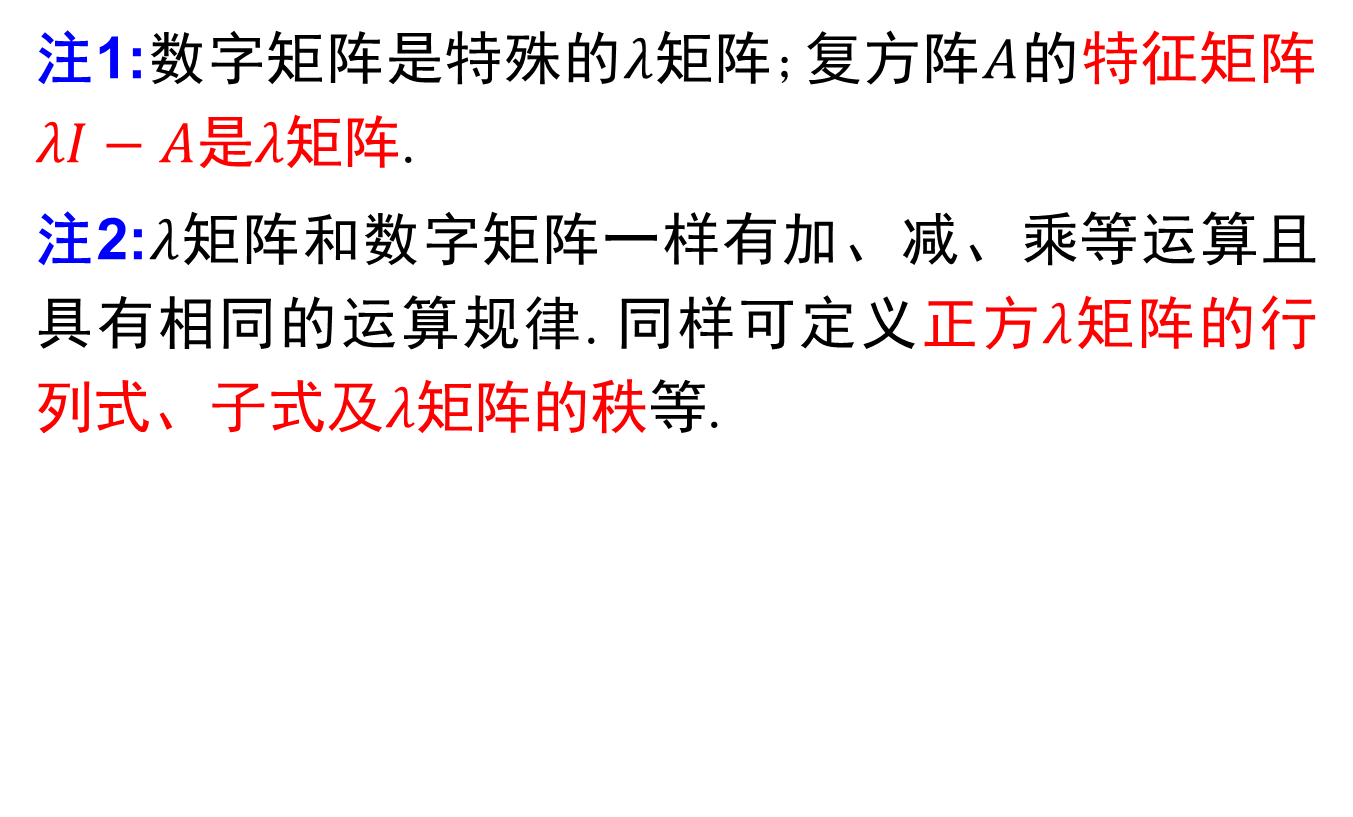 注1:数字矩阵是特殊的λ矩阵; 复方阵A的特征矩阵
λI − A是λ矩阵.
注2:λ矩阵和数字矩阵一样有加、减、乘等运算且
具有相同的运算规律. 同样可定义正方λ矩阵的行
列式、子式及λ矩阵的秩等.